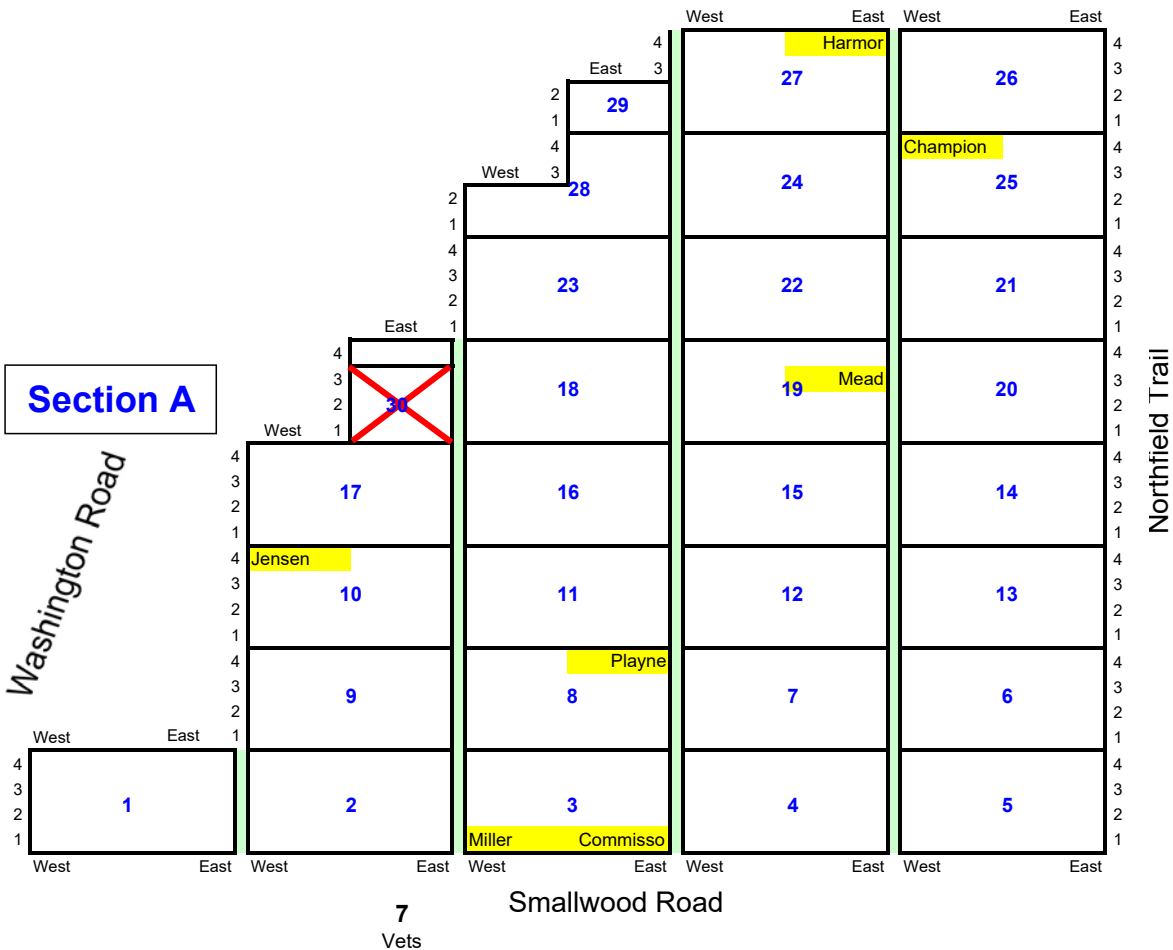 West East West East
4 Harmor 4
East 3 27 26 3
2 29 2
1 1
4 Champion 4
West 3 28 24 25 3
2 2
1 1
4 4
3 23 22 21 3
2 2
East 1 1
4 4
Section A 3 18 19 Mead 20 3
2 30 2
West 1 1
4 4
3 17 16 15 14 3
2 2
1 1
4 Jensen 4
3 10 11 12 13 3
2 2
1 1
4 Playne 4
3 9 8 7 6 3
2 2
West East 1 1
4 4
3 1 2 3 4 5 3
2 2
1 Miller Commisso 1
West East West East West East West East West East
Washington Road
Northfield Trail
Smallwood Road
7
Vets